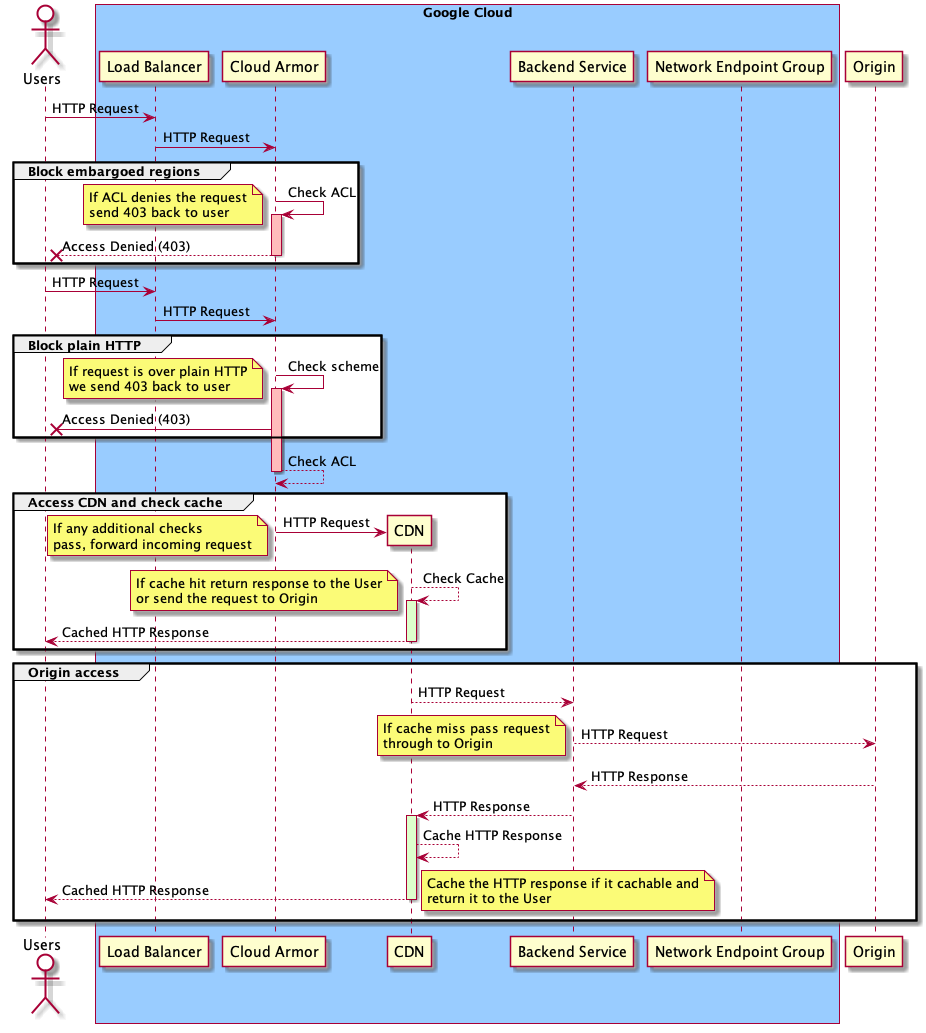 Google Cloud
Users
Load Balancer
Cloud Armor
Backend Service
Network Endpoint Group
Origin
HTTP Request
HTTP Request
Block embargoed regions
If ACL denies the request
send 403 back to user
Check ACL
Access Denied (403)
HTTP Request
HTTP Request
Block plain HTTP
If request is over plain HTTP
we send 403 back to user
Check scheme
Access Denied (403)
Check ACL
Access CDN and check cache
If any additional checks
pass, forward incoming request
HTTP Request
CDN
If cache hit return response to the User
or send the request to Origin
Check Cache
Cached HTTP Response
Origin access
HTTP Request
If cache miss pass request
through to Origin
HTTP Request
HTTP Response
HTTP Response
Cache HTTP Response
Cache the HTTP response if it cachable and
return it to the User
Cached HTTP Response
Users
Load Balancer
Cloud Armor
CDN
Backend Service
Network Endpoint Group
Origin